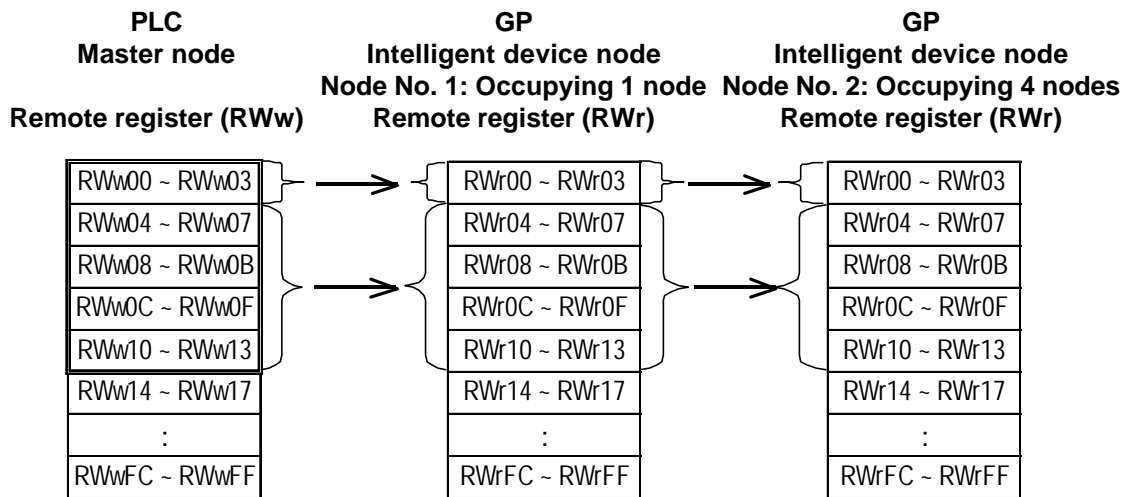 PLC
Master node
Remote register (RWw)
GP
Intelligent device node
Node No. 1: Occupying 1 node
Remote register (RWr)
GP
Intelligent device node
Node No. 2: Occupying 4 nodes
Remote register (RWr)
RWw00 ~ RWw03
RWw04 ~ RWw07
RWw08 ~ RWw0B
RWw0C ~ RWw0F
RWw10 ~ RWw13
RWw14 ~ RWw17
:
RWwFC ~ RWwFF
RWr00 ~ RWr03
RWr04 ~ RWr07
RWr08 ~ RWr0B
RWr0C ~ RWr0F
RWr10 ~ RWr13
RWr14 ~ RWr17
:
RWrFC ~ RWrFF
RWr00 ~ RWr03
RWr04 ~ RWr07
RWr08 ~ RWr0B
RWr0C ~ RWr0F
RWr10 ~ RWr13
RWr14 ~ RWr17
:
RWrFC ~ RWrFF